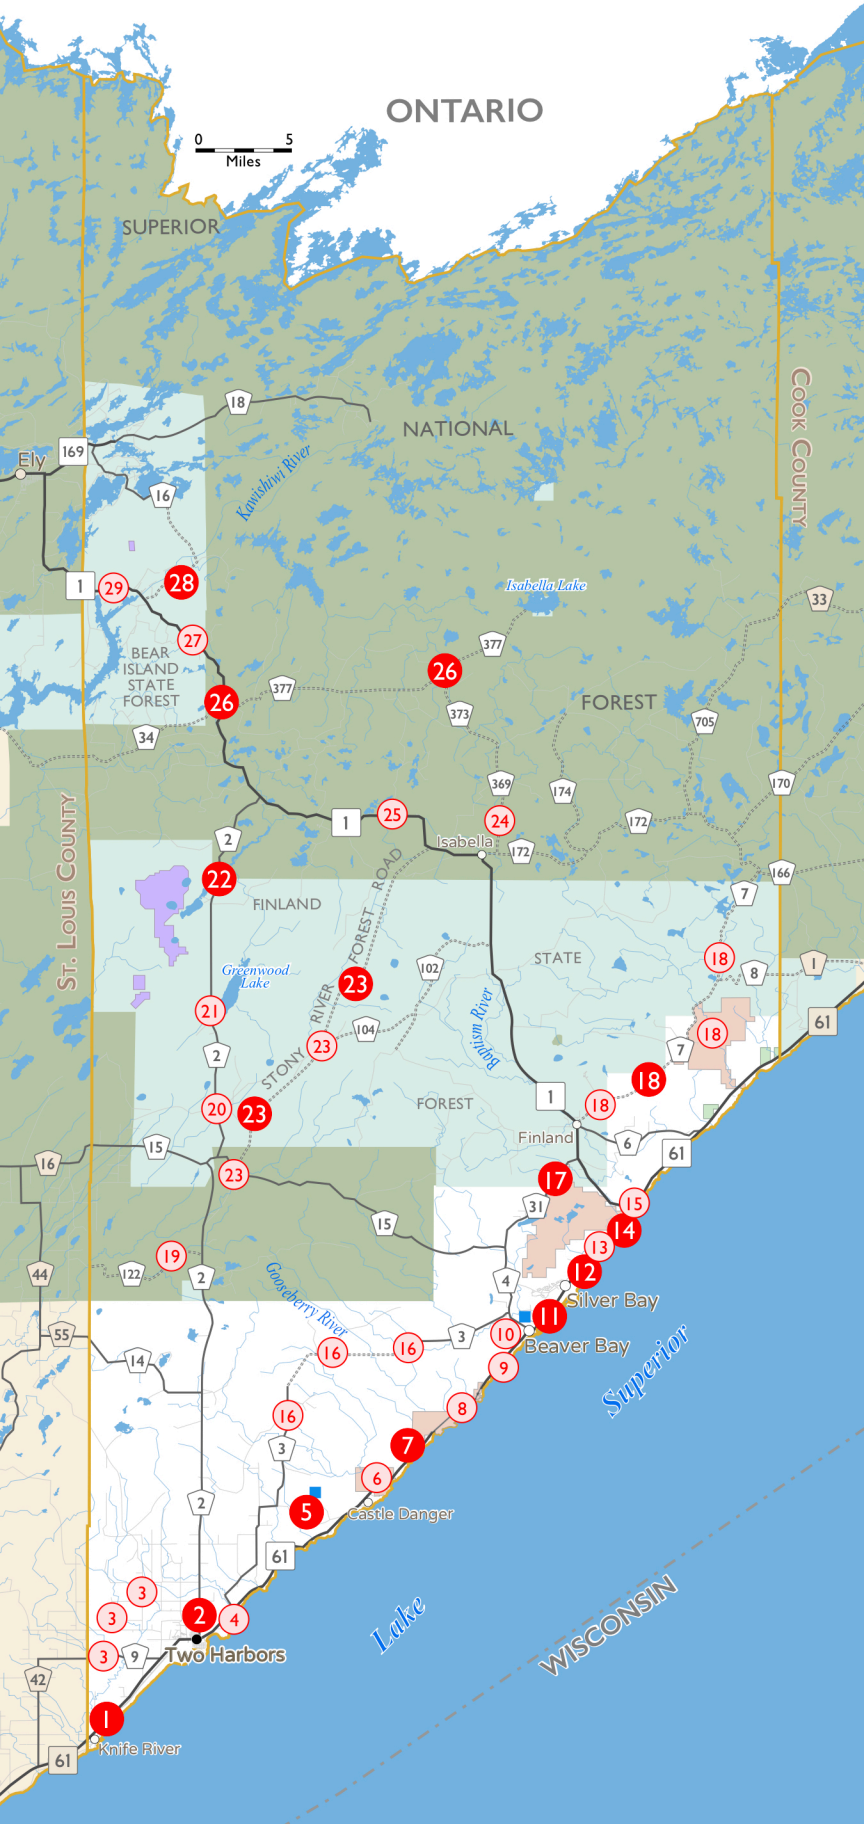 ONTARIO
0 5
Miles
SUPERIOR
18
NATIONAL
COOK COUNTY
169
Ely
16
Kawishiwi River
1
29
28
Isabella Lake
33
27
377
BEAR
ISLAND
STATE
FOREST
26
377
26
FOREST
373
705
34
369
174
170
ST. LOUIS COUNTY
1
25
24
172
2
Isabella
172
166
22
7
FINLAND
STONY RIVER FOREST ROAD
STATE
18
1
102
8
Greenwood
Lake
23
21
Baptism River
61
104
18
23
7
2
18
20
23
FOREST
1
18
Finland
6
61
15
16
23
17
31
15
14
15
13
19
122
44
2
4
12
Gooseberry River
Silver Bay
11
55
10
3
Beaver Bay
16
16
14
9
Superior
16
8
3
7
6
2
5
Castle Danger
61
3
3
2
4
Lake
WISCONSIN
3
9
Two Harbors
42
1
Knife River
61